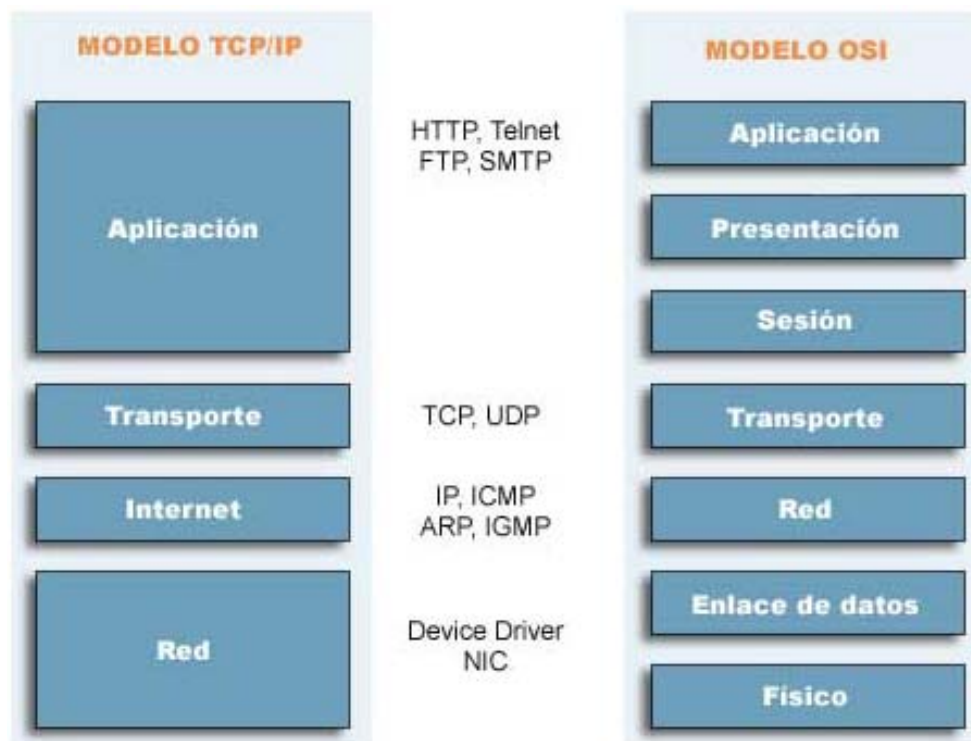 MODELO TCP/IP
Aplicación
Transporte
Internet
Red
HTTP, Telnet
FTP, SMTP
TCP, UDP
IP, ICMP
ARP, IGMP
Device Driver
NIC
MODELO OSI
Aplicación
Presentación
Sesión
Transporte
Red
Enlace de datos
Físico